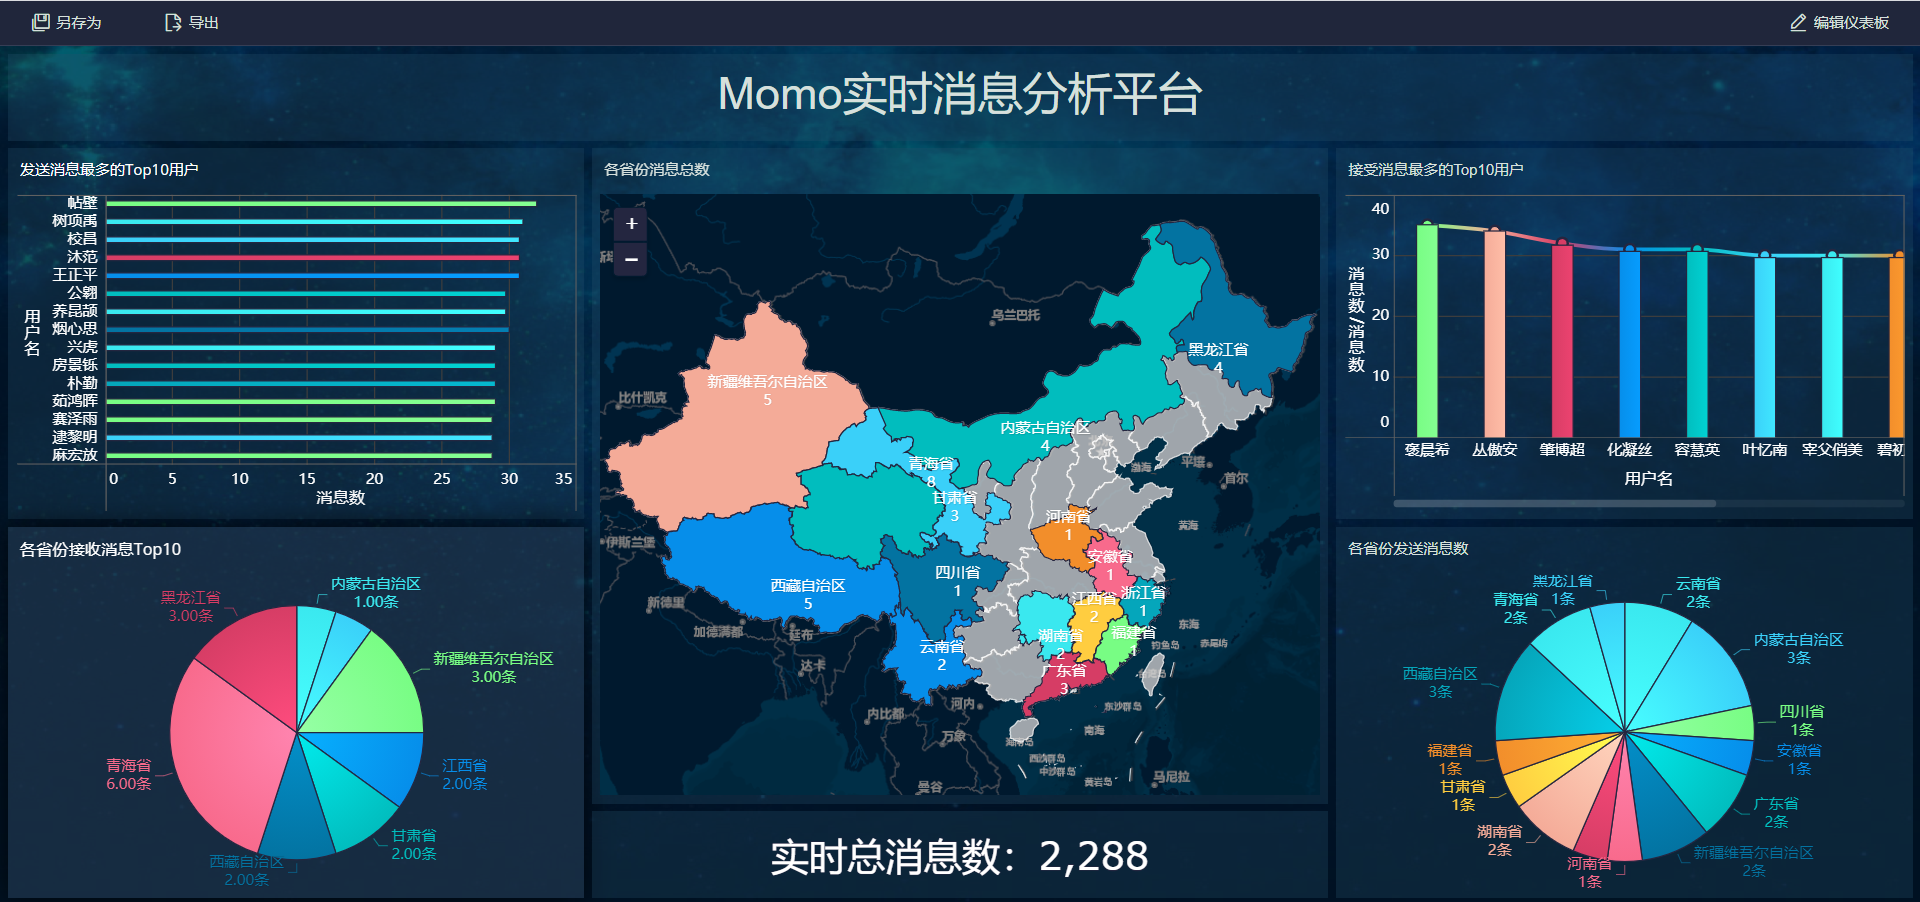 另存为
导出
编辑仪表板
Momo实时消息分析平台
发送消息最多的Top10用户
用户名
帖壁
树项禹
校昌
沐范
王正平
公翱
养昆颉
烟心思
兴虎
房景铄
朴勤
茹鸿晖
赛泽雨
逮黎明
麻宏放
0 5 10 15 20 25 30 35
消息数
各省份消息总数
+
−
乌兰巴托
黑龙江省
4
新疆维吾尔自治区
5
比什凯克
内蒙古自治区
4
青海省
8
甘肃省
3
平壤
首尔
渤海
黄海
河南省
1
伊斯兰堡
安徽省
1
四川省
1
西藏自治区
5
浙江省
1
江西省
2
新德里
加德满都
廷布
湖南省
2
福建省
1
东海
钓鱼岛
赤尾屿
云南省
2
达卡
广东省
3
河内
内比都
东沙群岛
万象
海南岛
南海
西沙群岛
中沙群岛
黄岩岛
马尼拉
曼谷
接受消息最多的Top10用户
40
30
20
10
0
消息数/消息数
褒晨希 丛傲安 肇博超 化凝丝 容慧英 叶忆南 宰父俏美 碧初
用户名
各省份接收消息Top10
内蒙古自治区
1.00条
黑龙江省
3.00条
新疆维吾尔自治区
3.00条
青海省
6.00条
江西省
2.00条
甘肃省
2.00条
西藏自治区
2.00条
实时总消息数：2,288
各省份发送消息数
黑龙江省
1条
云南省
2条
青海省
2条
内蒙古自治区
3条
西藏自治区
3条
四川省
1条
福建省
1条
安徽省
1条
甘肃省
1条
广东省
2条
湖南省
2条
新疆维吾尔自治区
2条
河南省
1条